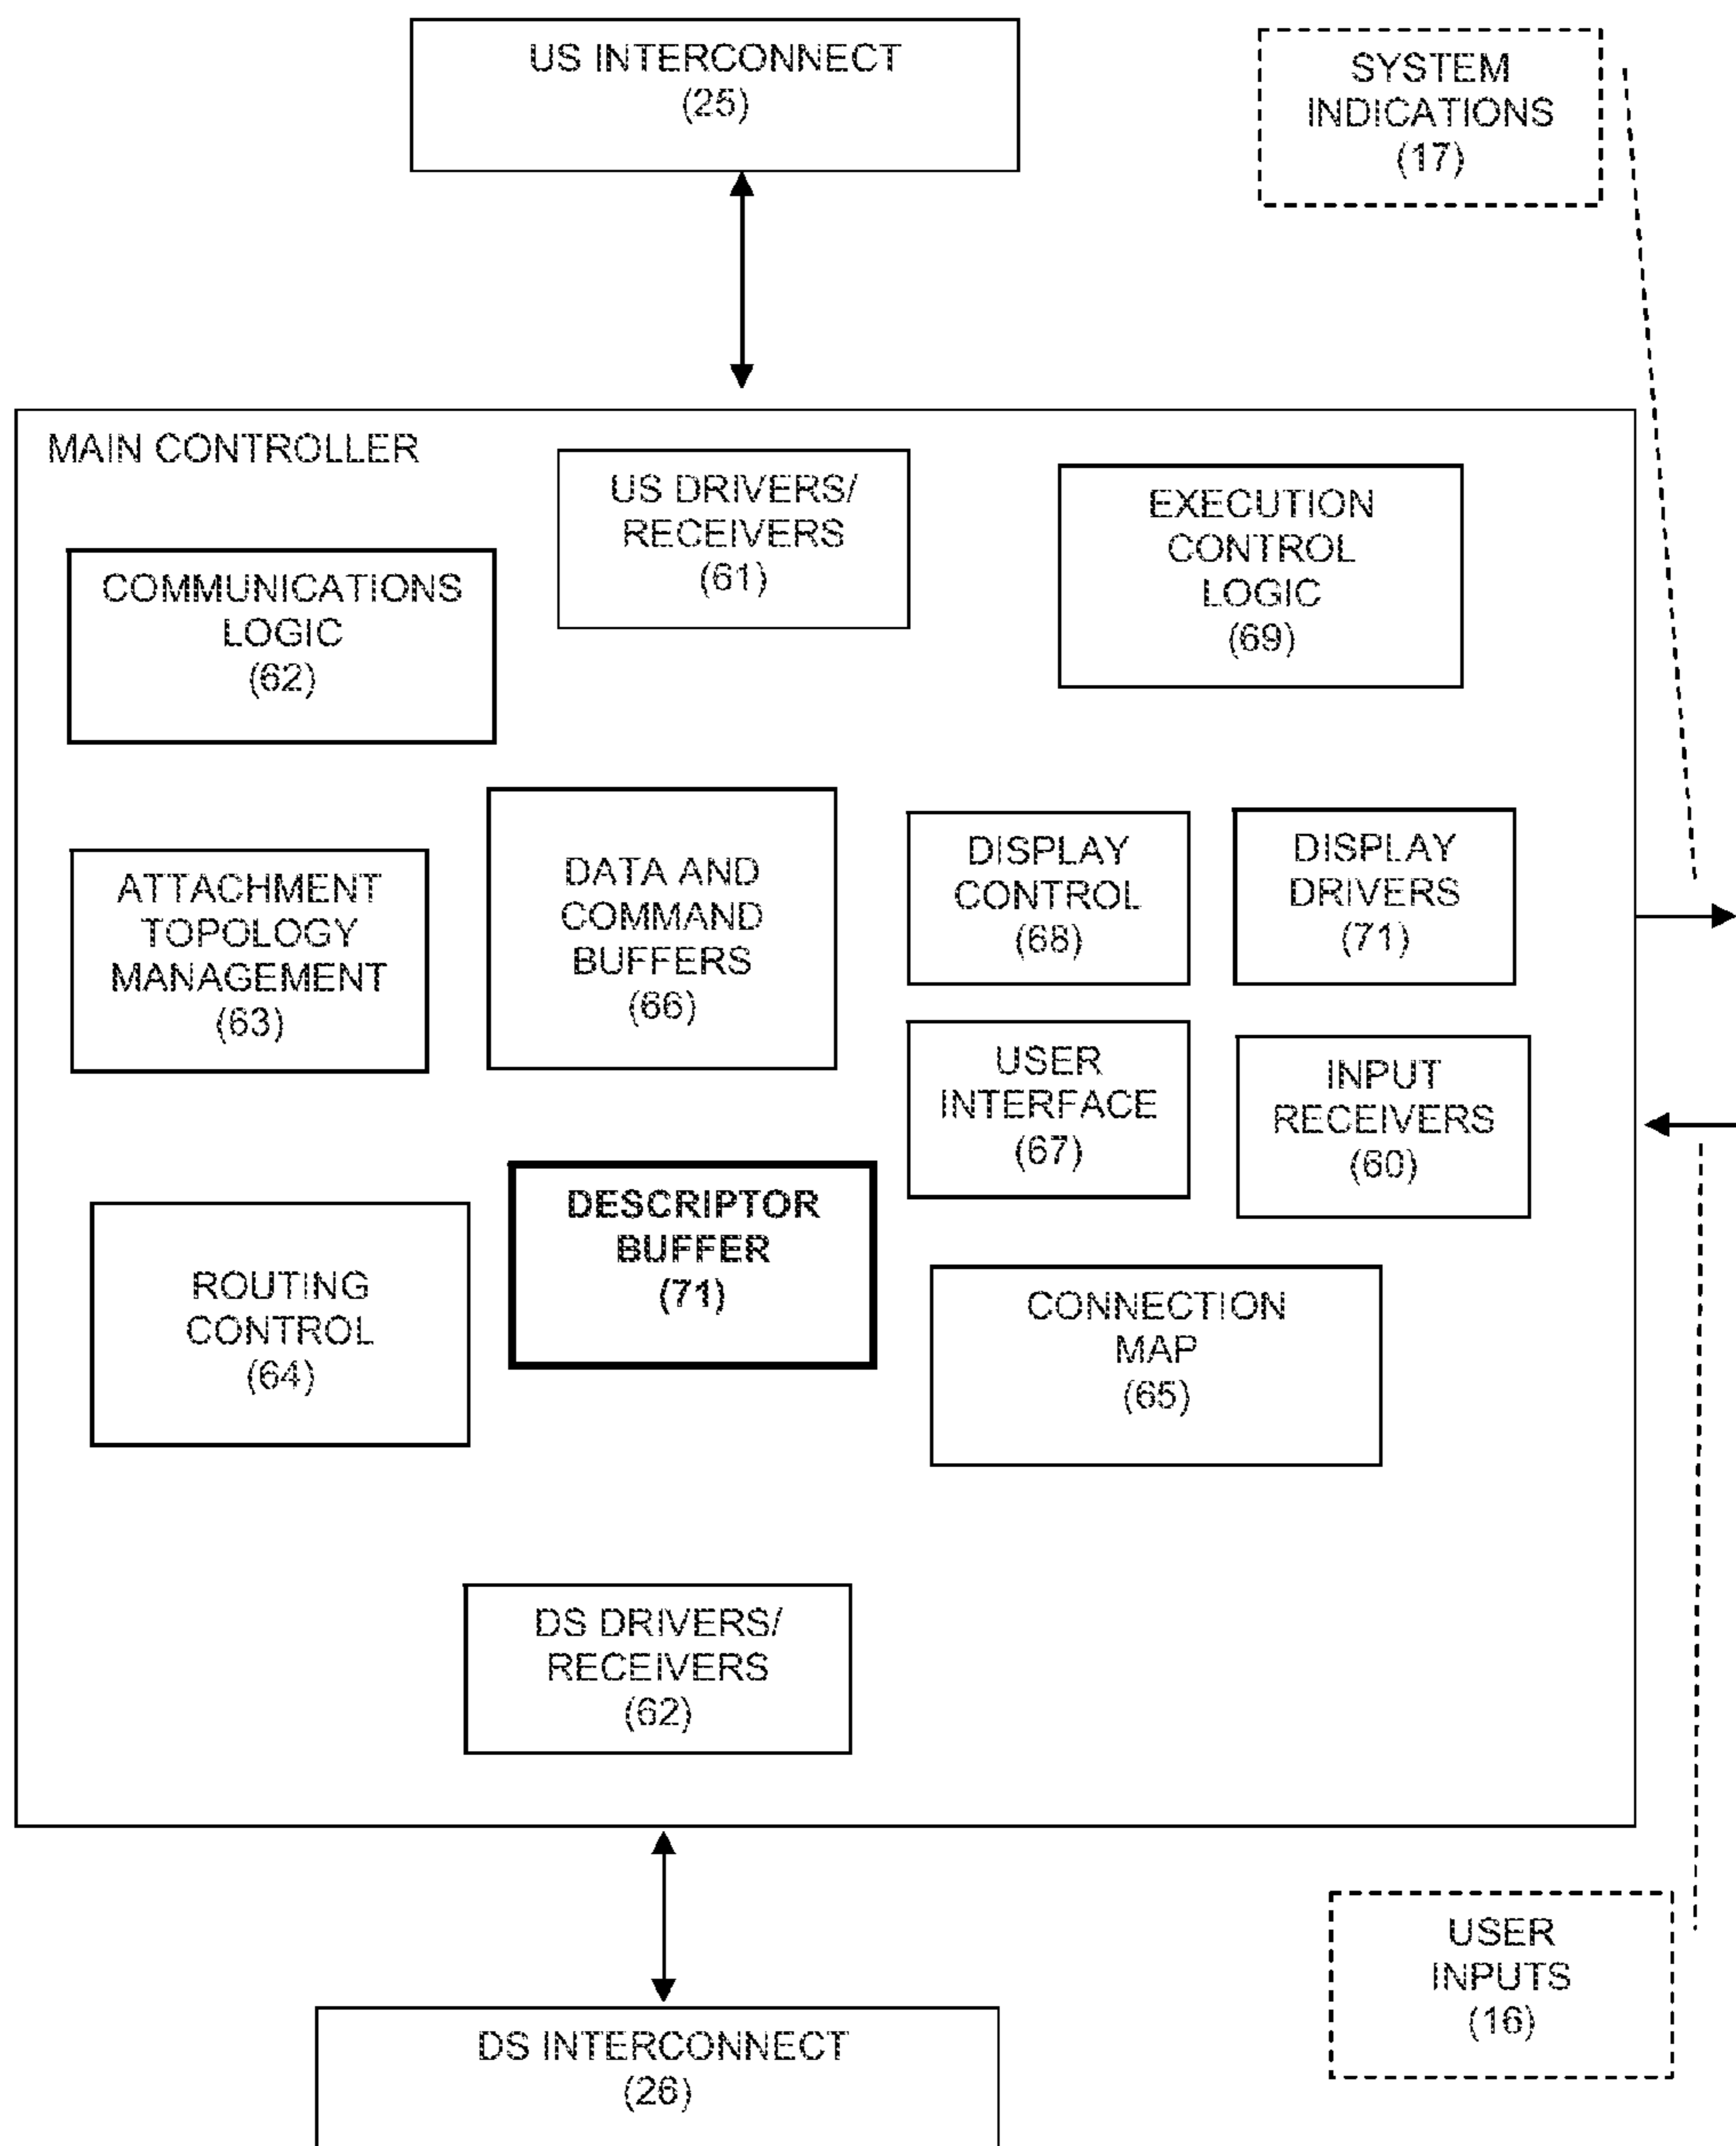 US INTERCONNECT
(25)
SYSTEM
INDICATIONS
(17)
MAIN CONTROLLER
US DRIVERS/
RECEIVERS
(61)
EXECUTION
CONTROL
LOGIC
(69)
COMMUNICATIONS
LOGIC
(62)
ATTACHMENT
TOPOLOGY
MANAGEMENT
(63)
DATA AND
COMMAND
BUFFERS
(66)
DISPLAY
CONTROL
(68)
DISPLAY
DRIVERS
(71)
USER
INTERFACE
(67)
INPUT
RECEIVERS
(60)
DESCRIPTOR
BUFFER
(71)
ROUTING
CONTROL
(64)
CONNECTION
MAP
(65)
DS DRIVERS/
RECEIVERS
(62)
USER
INPUTS
(16)
DS INTERCONNECT
(26)